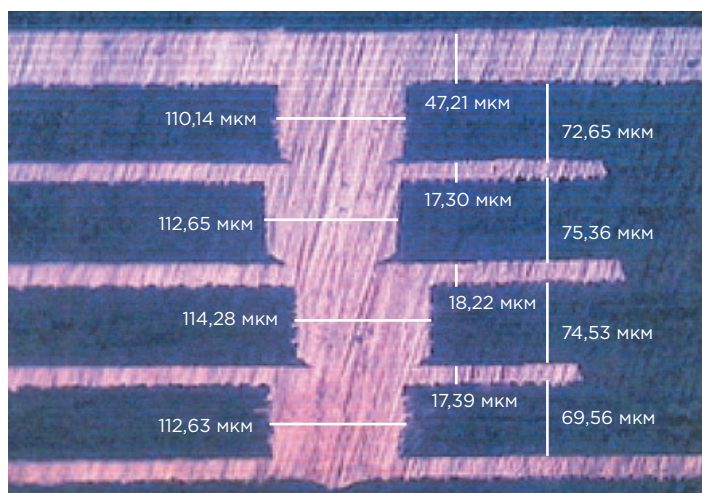 110,14 МКМ
47,21 МКМ
72,65 МКМ
17,30 МКМ
112,65 МКМ
75,36 МКМ
18,22 МКМ
114,28 МКМ
74,53 МКМ
17,39 МКМ
112,63 МКМ
69,56 МКМ